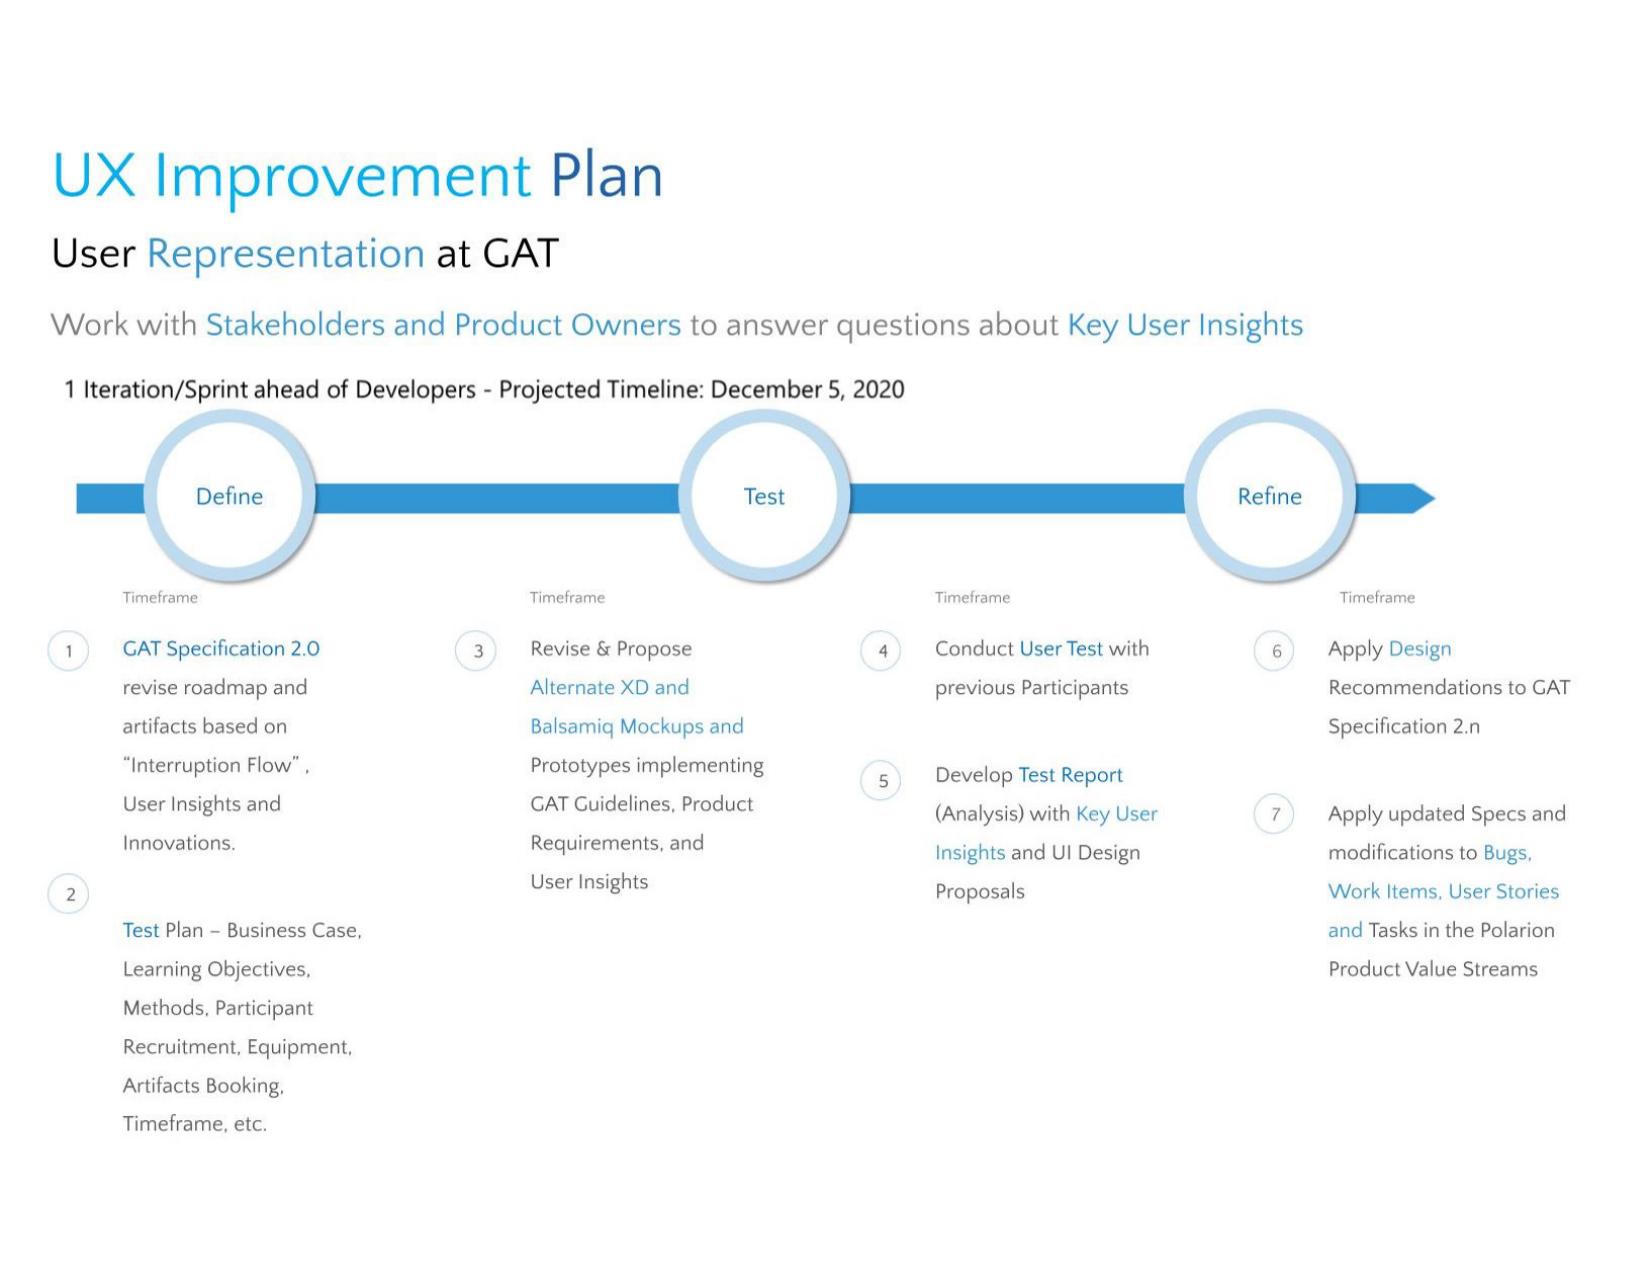 UX Improvement Plan
User Representation at GAT
Work with Stakeholders and Product Owners to answer questions about Key User Insights
1 Iteration/Sprint ahead of Developers - Projected Timeline: December 5, 2020
Define
Test
Refine
Timeframe
1
GAT Specification 2.0
revise roadmap and
artifacts based on
“Interruption Flow” ,
User Insights and
Innovations.
2
Test Plan – Business Case,
Learning Objectives,
Methods, Participant
Recruitment, Equipment,
Artifacts Booking,
Timeframe, etc.
Timeframe
3
Revise & Propose
Alternate XD and
Balsamiq Mockups and
Prototypes implementing
GAT Guidelines, Product
Requirements, and
User Insights
Timeframe
4
Conduct User Test with
previous Participants
5
Develop Test Report
(Analysis) with Key User
Insights and UI Design
Proposals
Timeframe
6
Apply Design
Recommendations to GAT
Specification 2.n
7
Apply updated Specs and
modifications to Bugs,
Work Items, User Stories
and Tasks in the Polarion
Product Value Streams